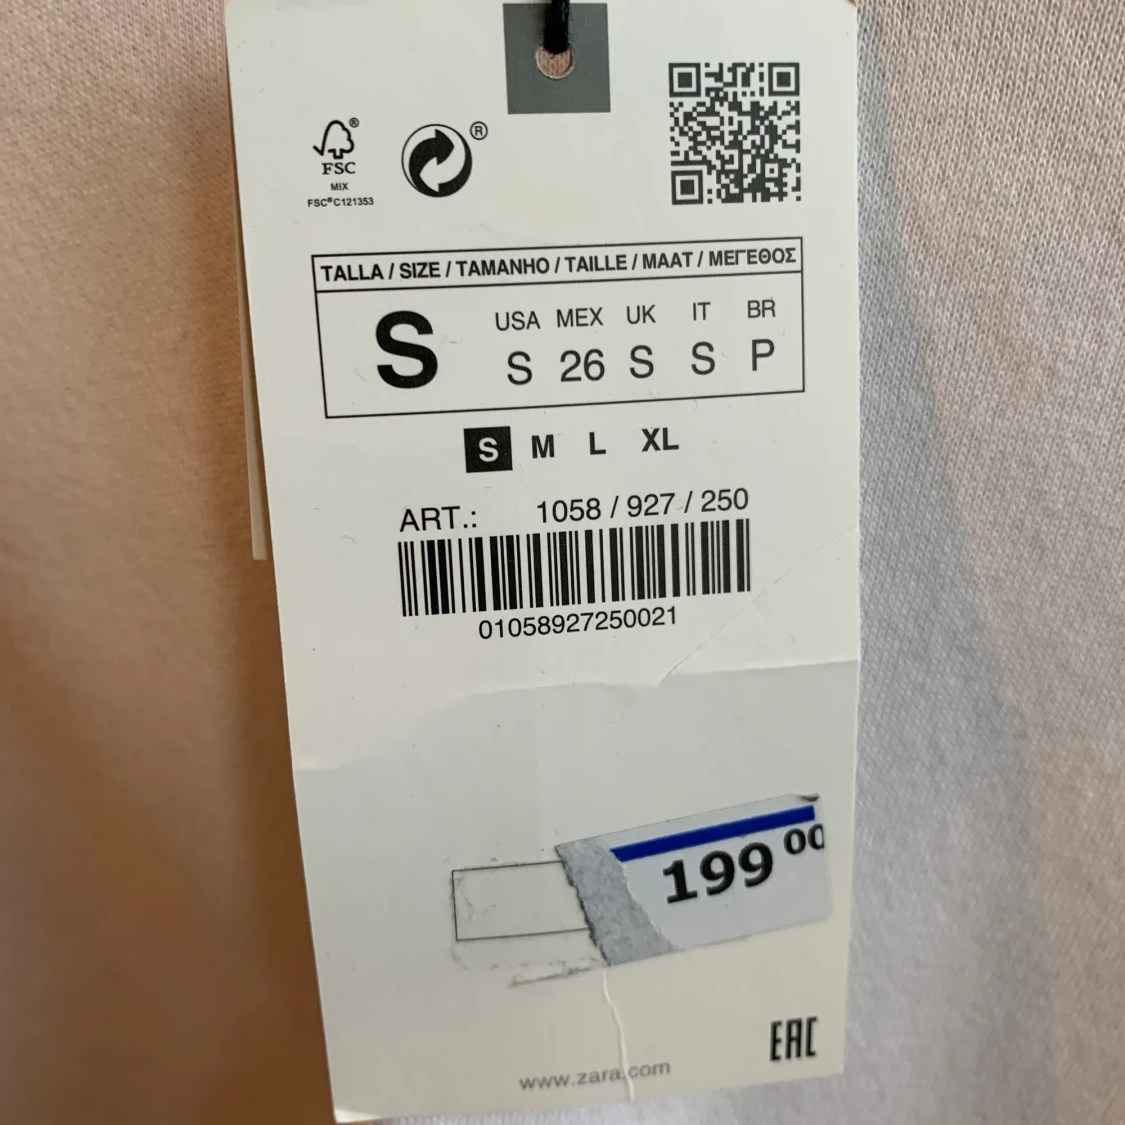 ®
®
FSC
MIX
FSC® C121353
TALLA / SIZE / TAMANHO / TAILLE / MAAT / ΜΕΓΕΘΟΣ
S
USA MEX UK IT BR
S 26 S S P
S M L XL
ART.: 1058 / 927 / 250
01058927250021
199 00
EAC
www.zara.com